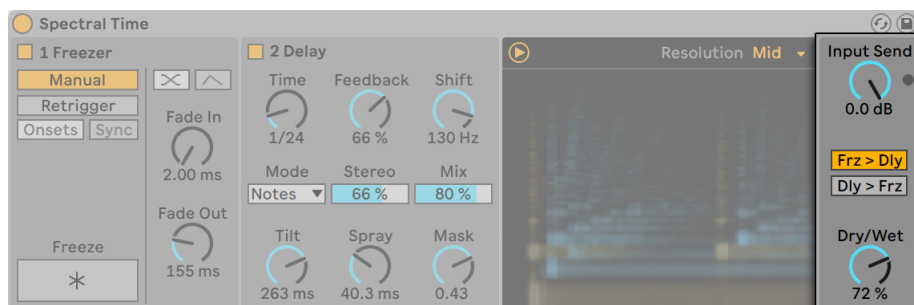 Spectral Time
1 Freezer
Manual
Retrigger
Onsets Sync
Fade In
2.00 ms
Fade Out
155 ms
Freeze
2 Delay
Time Feedback Shift
1/24 66 % 130 Hz
Mode Stereo Mix
Notes 66 % 80 %
Tilt Spray Mask
263 ms 40.3 ms 0.43
Resolution Mid
Input Send
0.0 dB
Frz > Dly
Dly > Frz
Dry/Wet
72 %